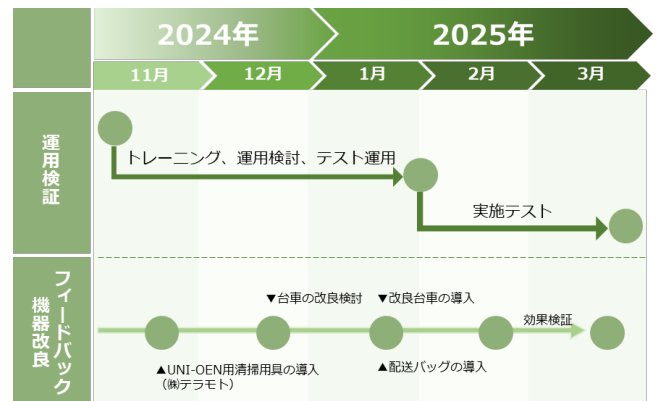 2024年
2025年
11月
12月
1月
2月
3月
運用検証
トレーニング、運用検討、テスト運用
実施テスト
フィードバック
機器改良
▼台車の改良検討
▼改良台車の導入
効果検証
▲UNI-OEN用清掃用具の導入
（㈱テラモト）
▲配送バッグの導入